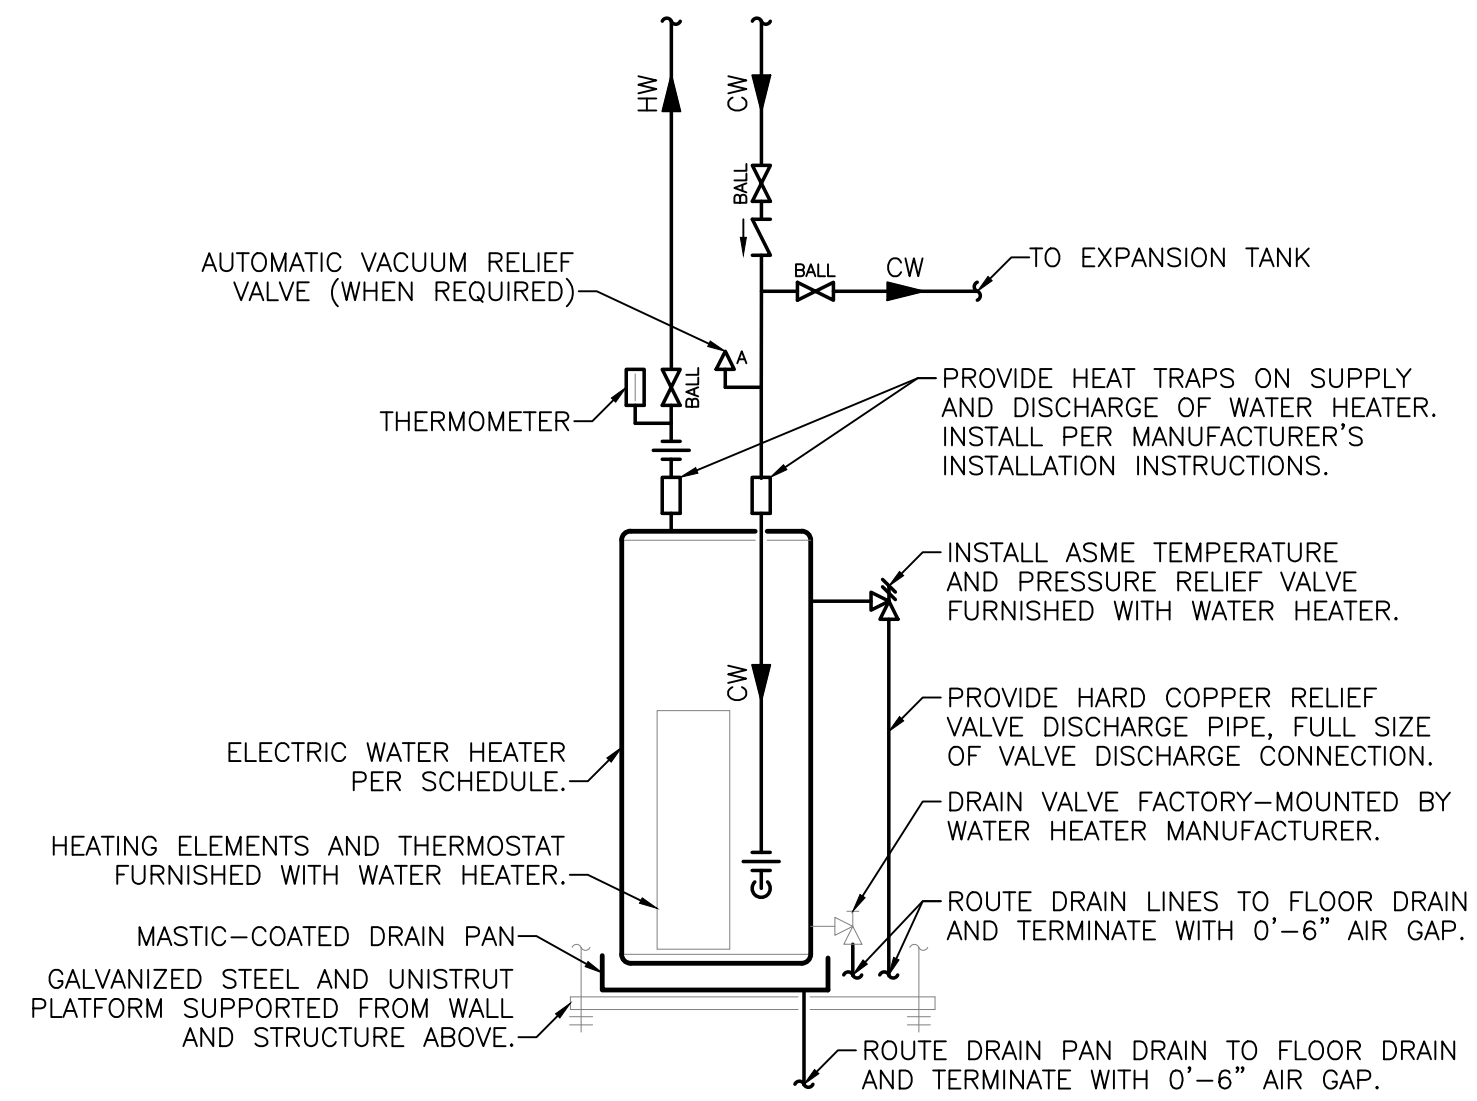 HW
CW
BALL
AUTOMATIC VACUUM RELIEF
VALVE (WHEN REQUIRED)
BALL
CW
TO EXPANSION TANK
A
BALL
THERMOMETER
PROVIDE HEAT TRAPS ON SUPPLY
AND DISCHARGE OF WATER HEATER.
INSTALL PER MANUFACTURER'S
INSTALLATION INSTRUCTIONS.
INSTALL ASME TEMPERATURE
AND PRESSURE RELIEF VALVE
FURNISHED WITH WATER HEATER.
CW
PROVIDE HARD COPPER RELIEF
VALVE DISCHARGE PIPE, FULL SIZE
OF VALVE DISCHARGE CONNECTION.
ELECTRIC WATER HEATER
PER SCHEDULE.
DRAIN VALVE FACTORY-MOUNTED BY
WATER HEATER MANUFACTURER.
HEATING ELEMENTS AND THERMOSTAT
FURNISHED WITH WATER HEATER.
ROUTE DRAIN LINES TO FLOOR DRAIN
AND TERMINATE WITH 0'-6" AIR GAP.
MASTIC-COATED DRAIN PAN
GALVANIZED STEEL AND UNISTRUT
PLATFORM SUPPORTED FROM WALL
AND STRUCTURE ABOVE.
ROUTE DRAIN PAN DRAIN TO FLOOR DRAIN
AND TERMINATE WITH 0'-6" AIR GAP.